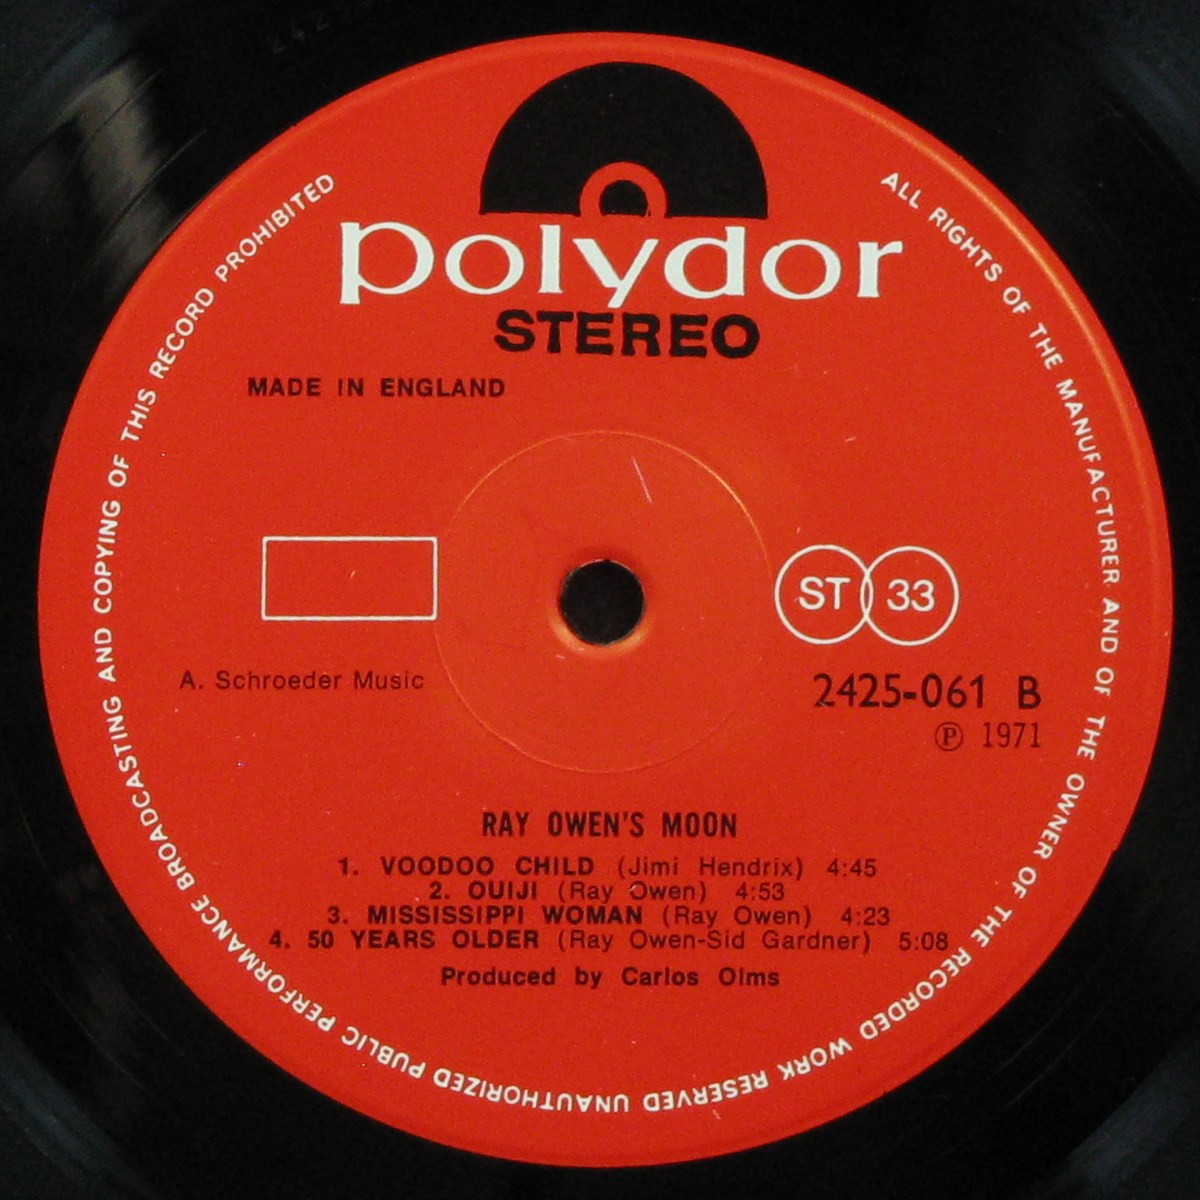 polydor
STEREO
MADE IN ENGLAND
ST 33
A. Schroeder Music
2425-061 B
Ⓟ 1971
RAY OWEN'S MOON
1. VOODOO CHILD (Jimi Hendrix) 4:45
2. OUIJI (Ray Owen) 4:53
3. MISSISSIPPI WOMAN (Ray Owen) 4:23
4. 50 YEARS OLDER (Ray Owen-Sid Gardner) 5:08
Produced by Carlos Olms
ALL RIGHTS OF THE MANUFACTURER AND OF THE OWNER OF THE RECORDED WORK RESERVED UNAUTHORIZED PUBLIC PERFORMANCE BROADCASTING AND COPYING OF THIS RECORD PROHIBITED